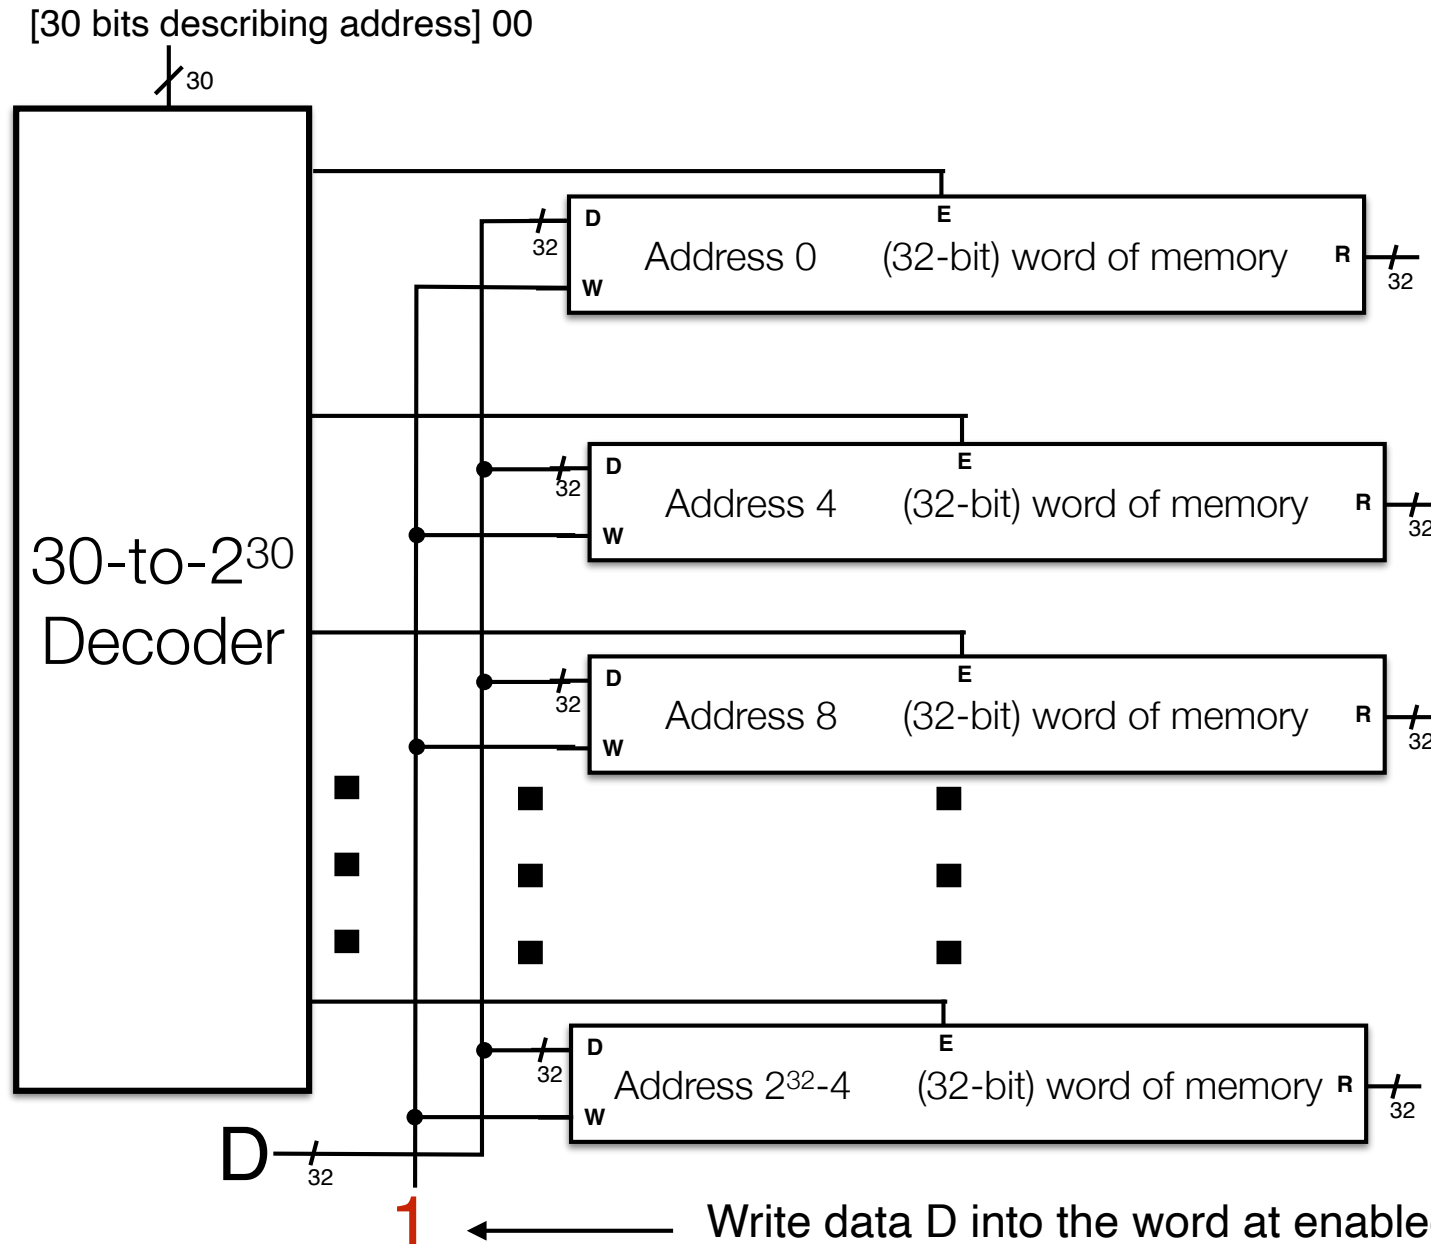 [30 bits describing address] 00
30
D
E
32
Address 0 (32-bit) word of memory
R
32
W
D
E
32
Address 4 (32-bit) word of memory
R
32
W
30-to-2³⁰
Decoder
D
E
32
Address 8 (32-bit) word of memory
R
32
W
D
E
32
Address 2³²-4 (32-bit) word of memory
R
32
W
D
32
1
Write data D into the word at enable